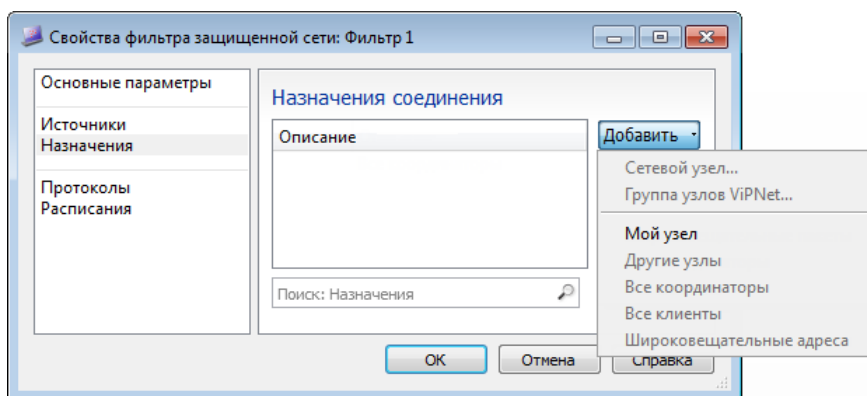 Свойства фильтра защищенной сети: Фильтр 1
Основные параметры
Источники
Назначения
Протоколы
Расписания
Назначения соединения
Описание
Добавить
Сетевой узел...
Группа узлов ViPNet...
Мой узел
Другие узлы
Все координаторы
Все клиенты
Широковещательные адреса
Поиск: Назначения
ОК
Отмена
Справка